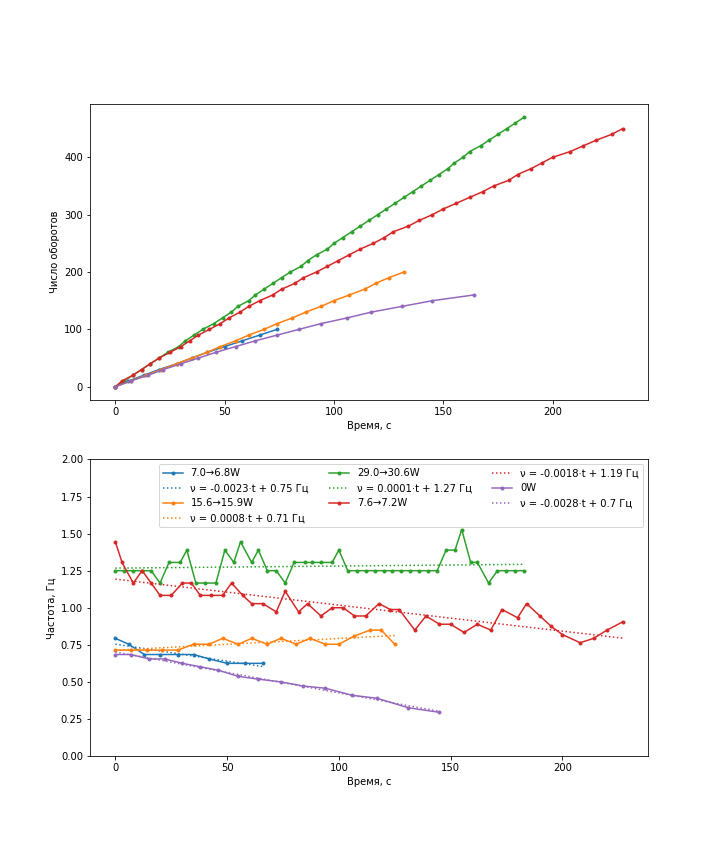 400
300
200
100
0
Число оборотов
0
50
100
150
200
Время, с
2.00
1.75
1.50
1.25
1.00
0.75
0.50
0.25
0.00
Частота, Гц
7.0→6.8W
ν = -0.0023·t + 0.75 Гц
15.6→15.9W
ν = 0.0008·t + 0.71 Гц
29.0→30.6W
ν = 0.0001·t + 1.27 Гц
7.6→7.2W
ν = -0.0018·t + 1.19 Гц
0W
ν = -0.0028·t + 0.7 Гц
0
50
100
150
200
Время, с